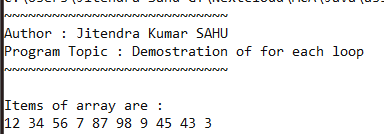 ~~~~~~~~~~~~~~~~~~~~~~~~~~~~
Author : Jitendra Kumar SAHU
Program Topic : Demostration of for each loop
~~~~~~~~~~~~~~~~~~~~~~~~~~~~
Items of array are :
12 34 56 7 87 98 9 45 43 3